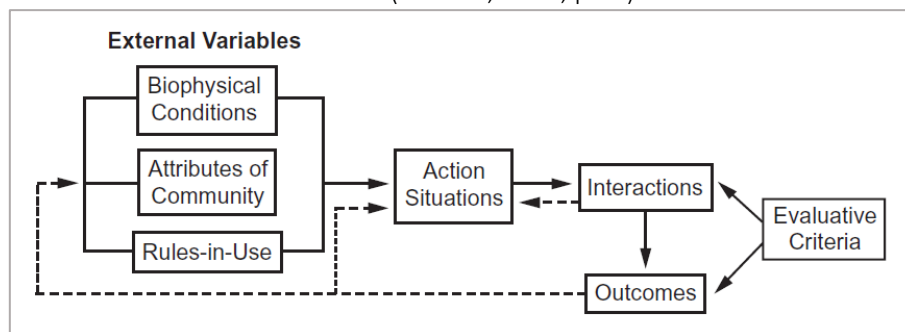 External Variables
Biophysical
Conditions
Attributes of
Community
Rules-in-Use
Action
Situations
Interactions
Outcomes
Evaluative
Criteria